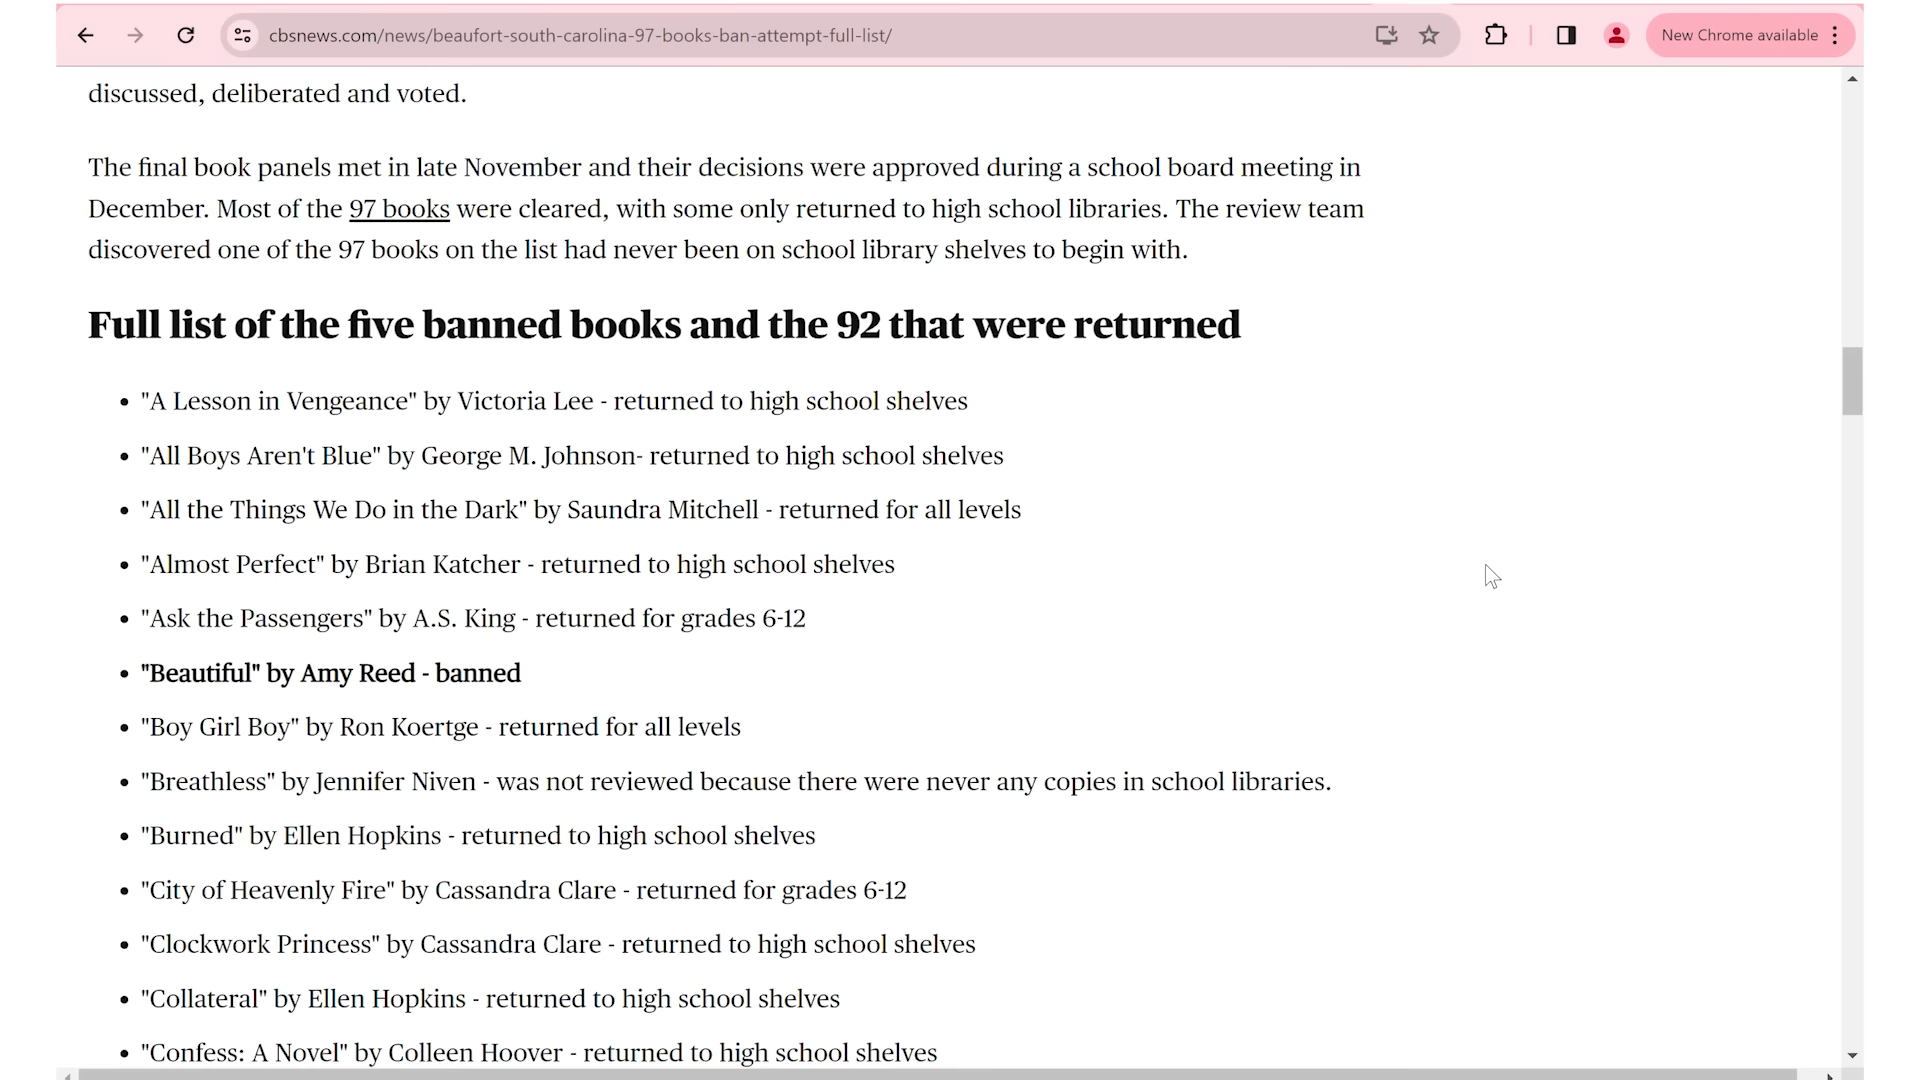 cbsnews.com/news/beaufort-south-carolina-97-books-ban-attempt-full-list/
New Chrome available
discussed, deliberated and voted.
The final book panels met in late November and their decisions were approved during a school board meeting in
December. Most of the 97 books were cleared, with some only returned to high school libraries. The review team
discovered one of the 97 books on the list had never been on school library shelves to begin with.
Full list of the five banned books and the 92 that were returned
• "A Lesson in Vengeance" by Victoria Lee - returned to high school shelves
• "All Boys Aren't Blue" by George M. Johnson- returned to high school shelves
• "All the Things We Do in the Dark" by Saundra Mitchell - returned for all levels
• "Almost Perfect" by Brian Katcher - returned to high school shelves
• "Ask the Passengers" by A.S. King - returned for grades 6-12
• "Beautiful" by Amy Reed - banned
• "Boy Girl Boy" by Ron Koertge - returned for all levels
• "Breathless" by Jennifer Niven - was not reviewed because there were never any copies in school libraries.
• "Burned" by Ellen Hopkins - returned to high school shelves
• "City of Heavenly Fire" by Cassandra Clare - returned for grades 6-12
• "Clockwork Princess" by Cassandra Clare - returned to high school shelves
• "Collateral" by Ellen Hopkins - returned to high school shelves
• "Confess: A Novel" by Colleen Hoover - returned to high school shelves